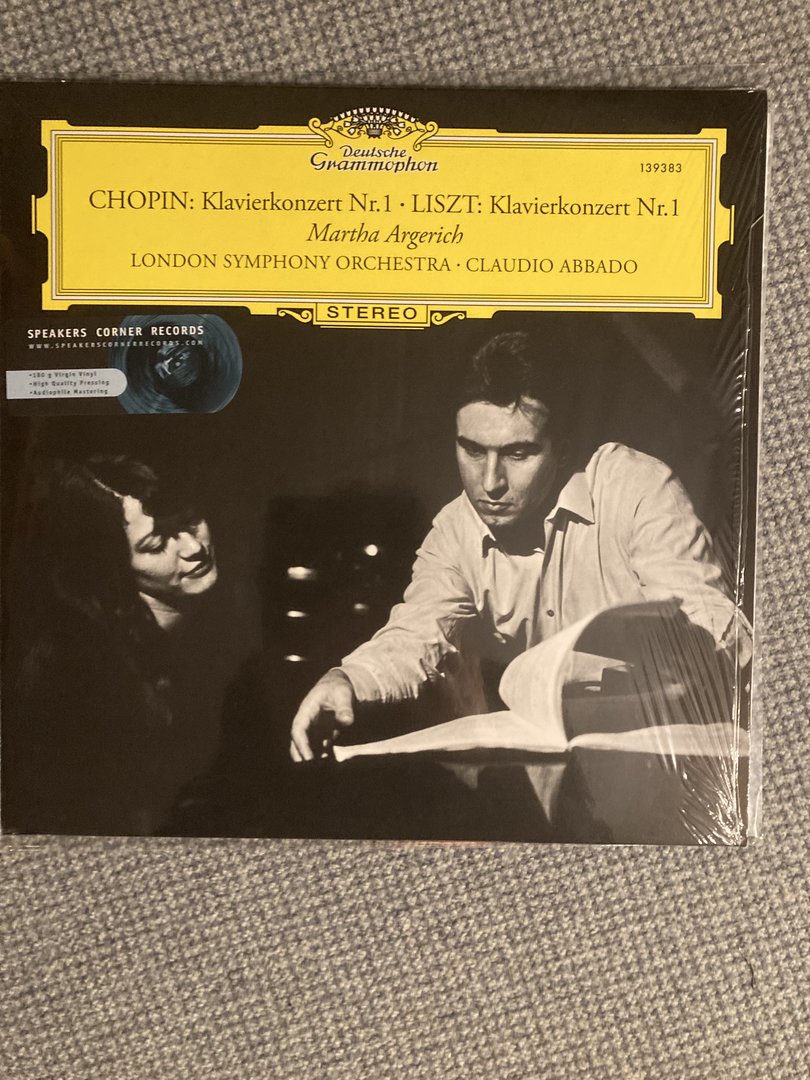 Deutsche
Grammophon
139383
CHOPIN: Klavierkonzert Nr.1 · LISZT: Klavierkonzert Nr.1
Martha Argerich
LONDON SYMPHONY ORCHESTRA · CLAUDIO ABBADO
STEREO
SPEAKERS CORNER RECORDS
WWW.SPEAKERSCORNERRECORDS.COM
•180 g Virgin Vinyl
•High Quality Pressing
•Audiophile Mastering